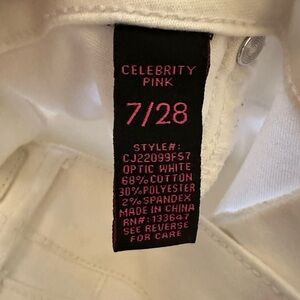 CELEBRITY
PINK
7/28
STYLE#:
CJ22099F57
OPTIC WHITE
68%COTTON
30%POLYESTER
2%SPANDEX
MADE IN CHINA
RN#:133647
SEE REVERSE
FOR CARE